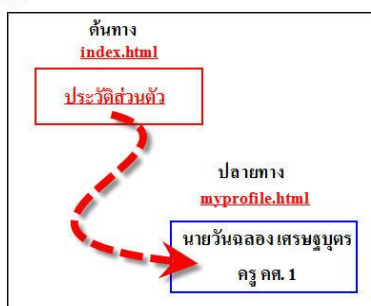 ต้นทาง
index.html
ประวัติส่วนตัว
ปลายทาง
myprofile.html
นายวันฉลอง เศรษฐบุตร
ครู คศ. 1